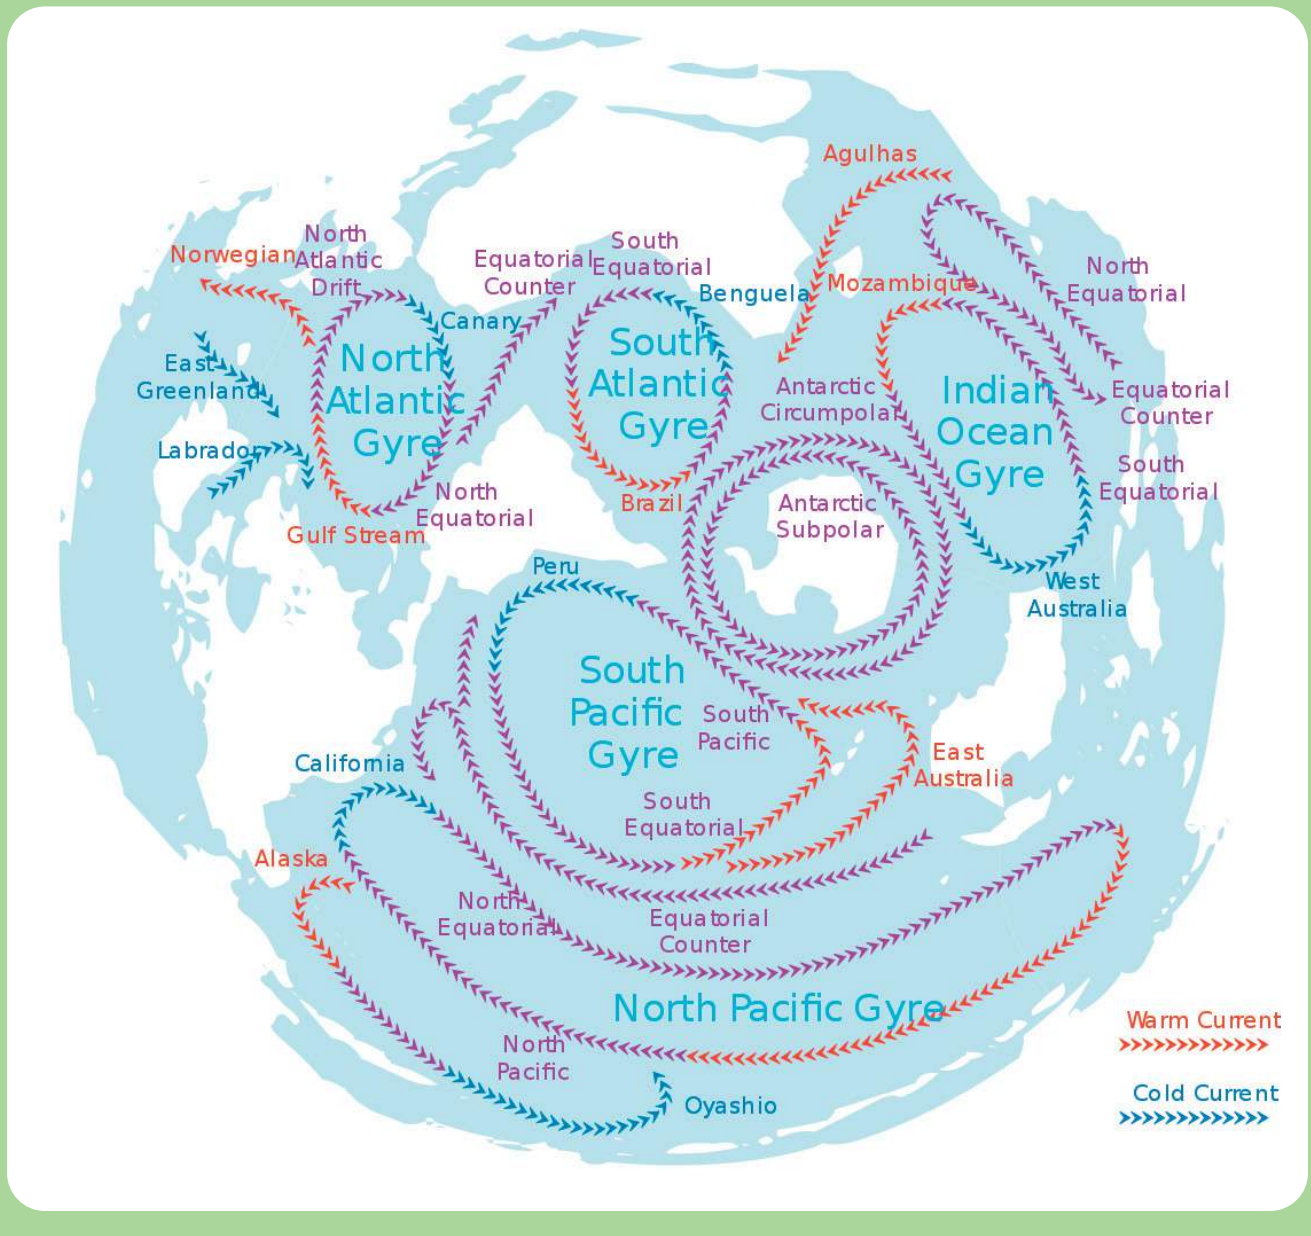 Agulhas
North
Atlantic
Drift
Norwegian
Equatorial
Counter
South
Equatorial
Benguela
Mozambique
North
Equatorial
Canary
East
Greenland
North
Atlantic
Gyre
South
Atlantic
Gyre
Antarctic
Circumpolar
Indian
Ocean
Gyre
Equatorial
Counter
Labrador
South
Equatorial
North
Equatorial
Brazil
Antarctic
Subpolar
Gulf Stream
Peru
West
Australia
South
Pacific
Gyre
South
Pacific
East
Australia
California
South
Equatorial
Alaska
North
Equatorial
Equatorial
Counter
North Pacific Gyre
North
Pacific
Oyashio
Warm Current
Cold Current